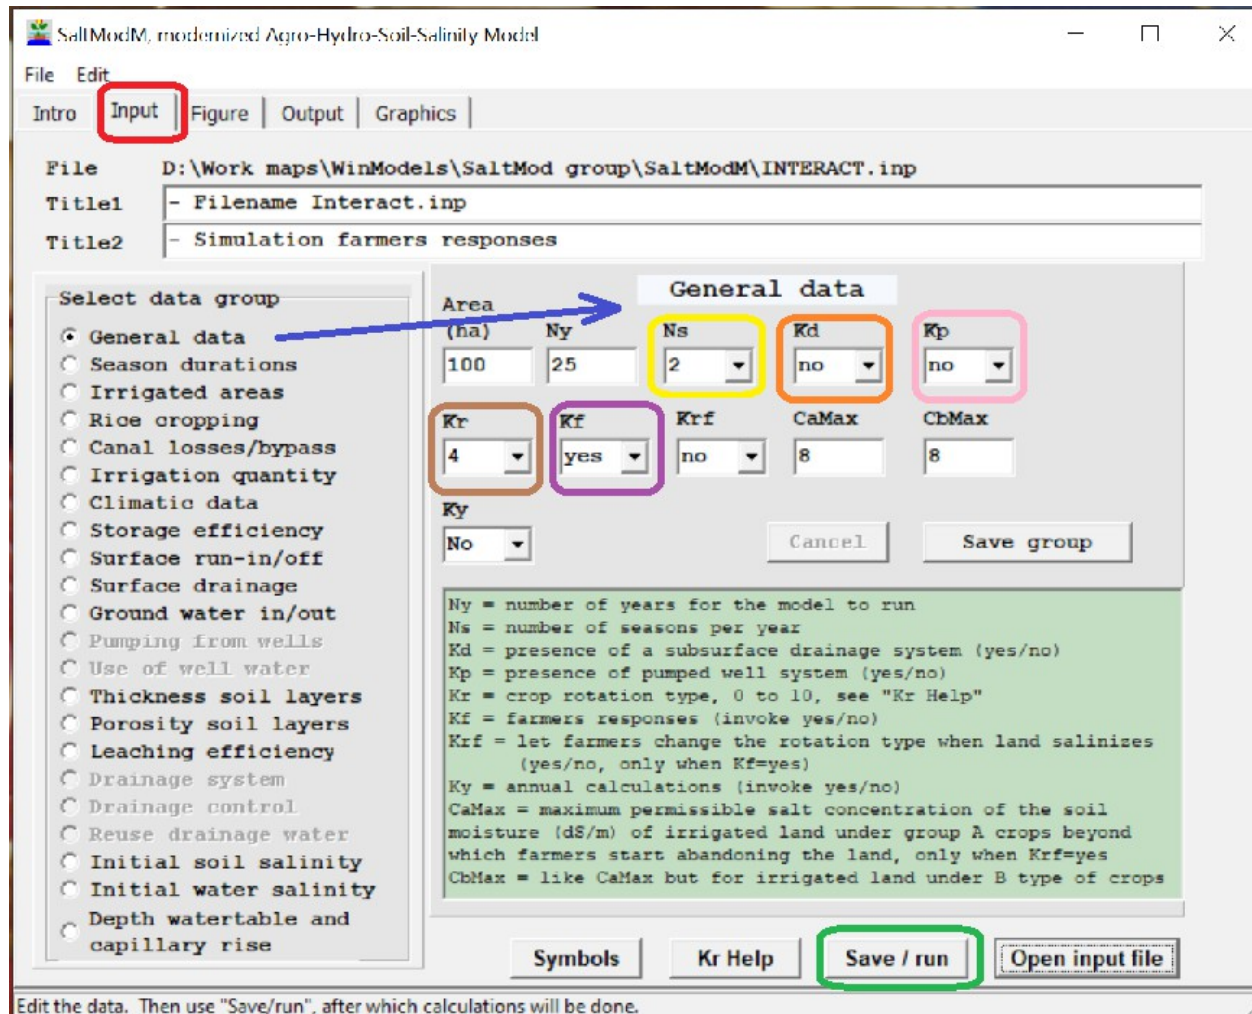 SaltModM, modernized Agro-Hydro-Soil-Salinity Model
File Edit
Intro Input Figure Output Graphics
File D:\Work maps\WinModels\SaltMod group\SaltModM\INTERACT.inp
Title1 - Filename Interact.inp
Title2 - Simulation farmers responses
Select data group
General data
Season durations
Irrigated areas
Rice cropping
Canal losses/bypass
Irrigation quantity
Climatic data
Storage efficiency
Surface run-in/off
Surface drainage
Ground water in/out
Pumping from wells
Use of well water
Thickness soil layers
Porosity soil layers
Leaching efficiency
Drainage system
Drainage control
Reuse drainage water
Initial soil salinity
Initial water salinity
Depth watertable and
capillary rise
General data
Area
(ha) Ny Ns Kd Kp
100 25 2 no no
Kr Kf Krf CaMax CbMax
4 yes no 8 8
Ky
No Cancel Save group
Ny = number of years for the model to run
Ns = number of seasons per year
Kd = presence of a subsurface drainage system (yes/no)
Kp = presence of pumped well system (yes/no)
Kr = crop rotation type, 0 to 10, see "Kr Help"
Kf = farmers responses (invoke yes/no)
Krf = let farmers change the rotation type when land salinizes
(yes/no, only when Kf=yes)
Ky = annual calculations (invoke yes/no)
CaMax = maximum permissible salt concentration of the soil
moisture (dS/m) of irrigated land under group A crops beyond
which farmers start abandoning the land, only when Krf=yes
CbMax = like CaMax but for irrigated land under B type of crops
Symbols Kr Help Save / run Open input file
Edit the data. Then use "Save/run", after which calculations will be done.